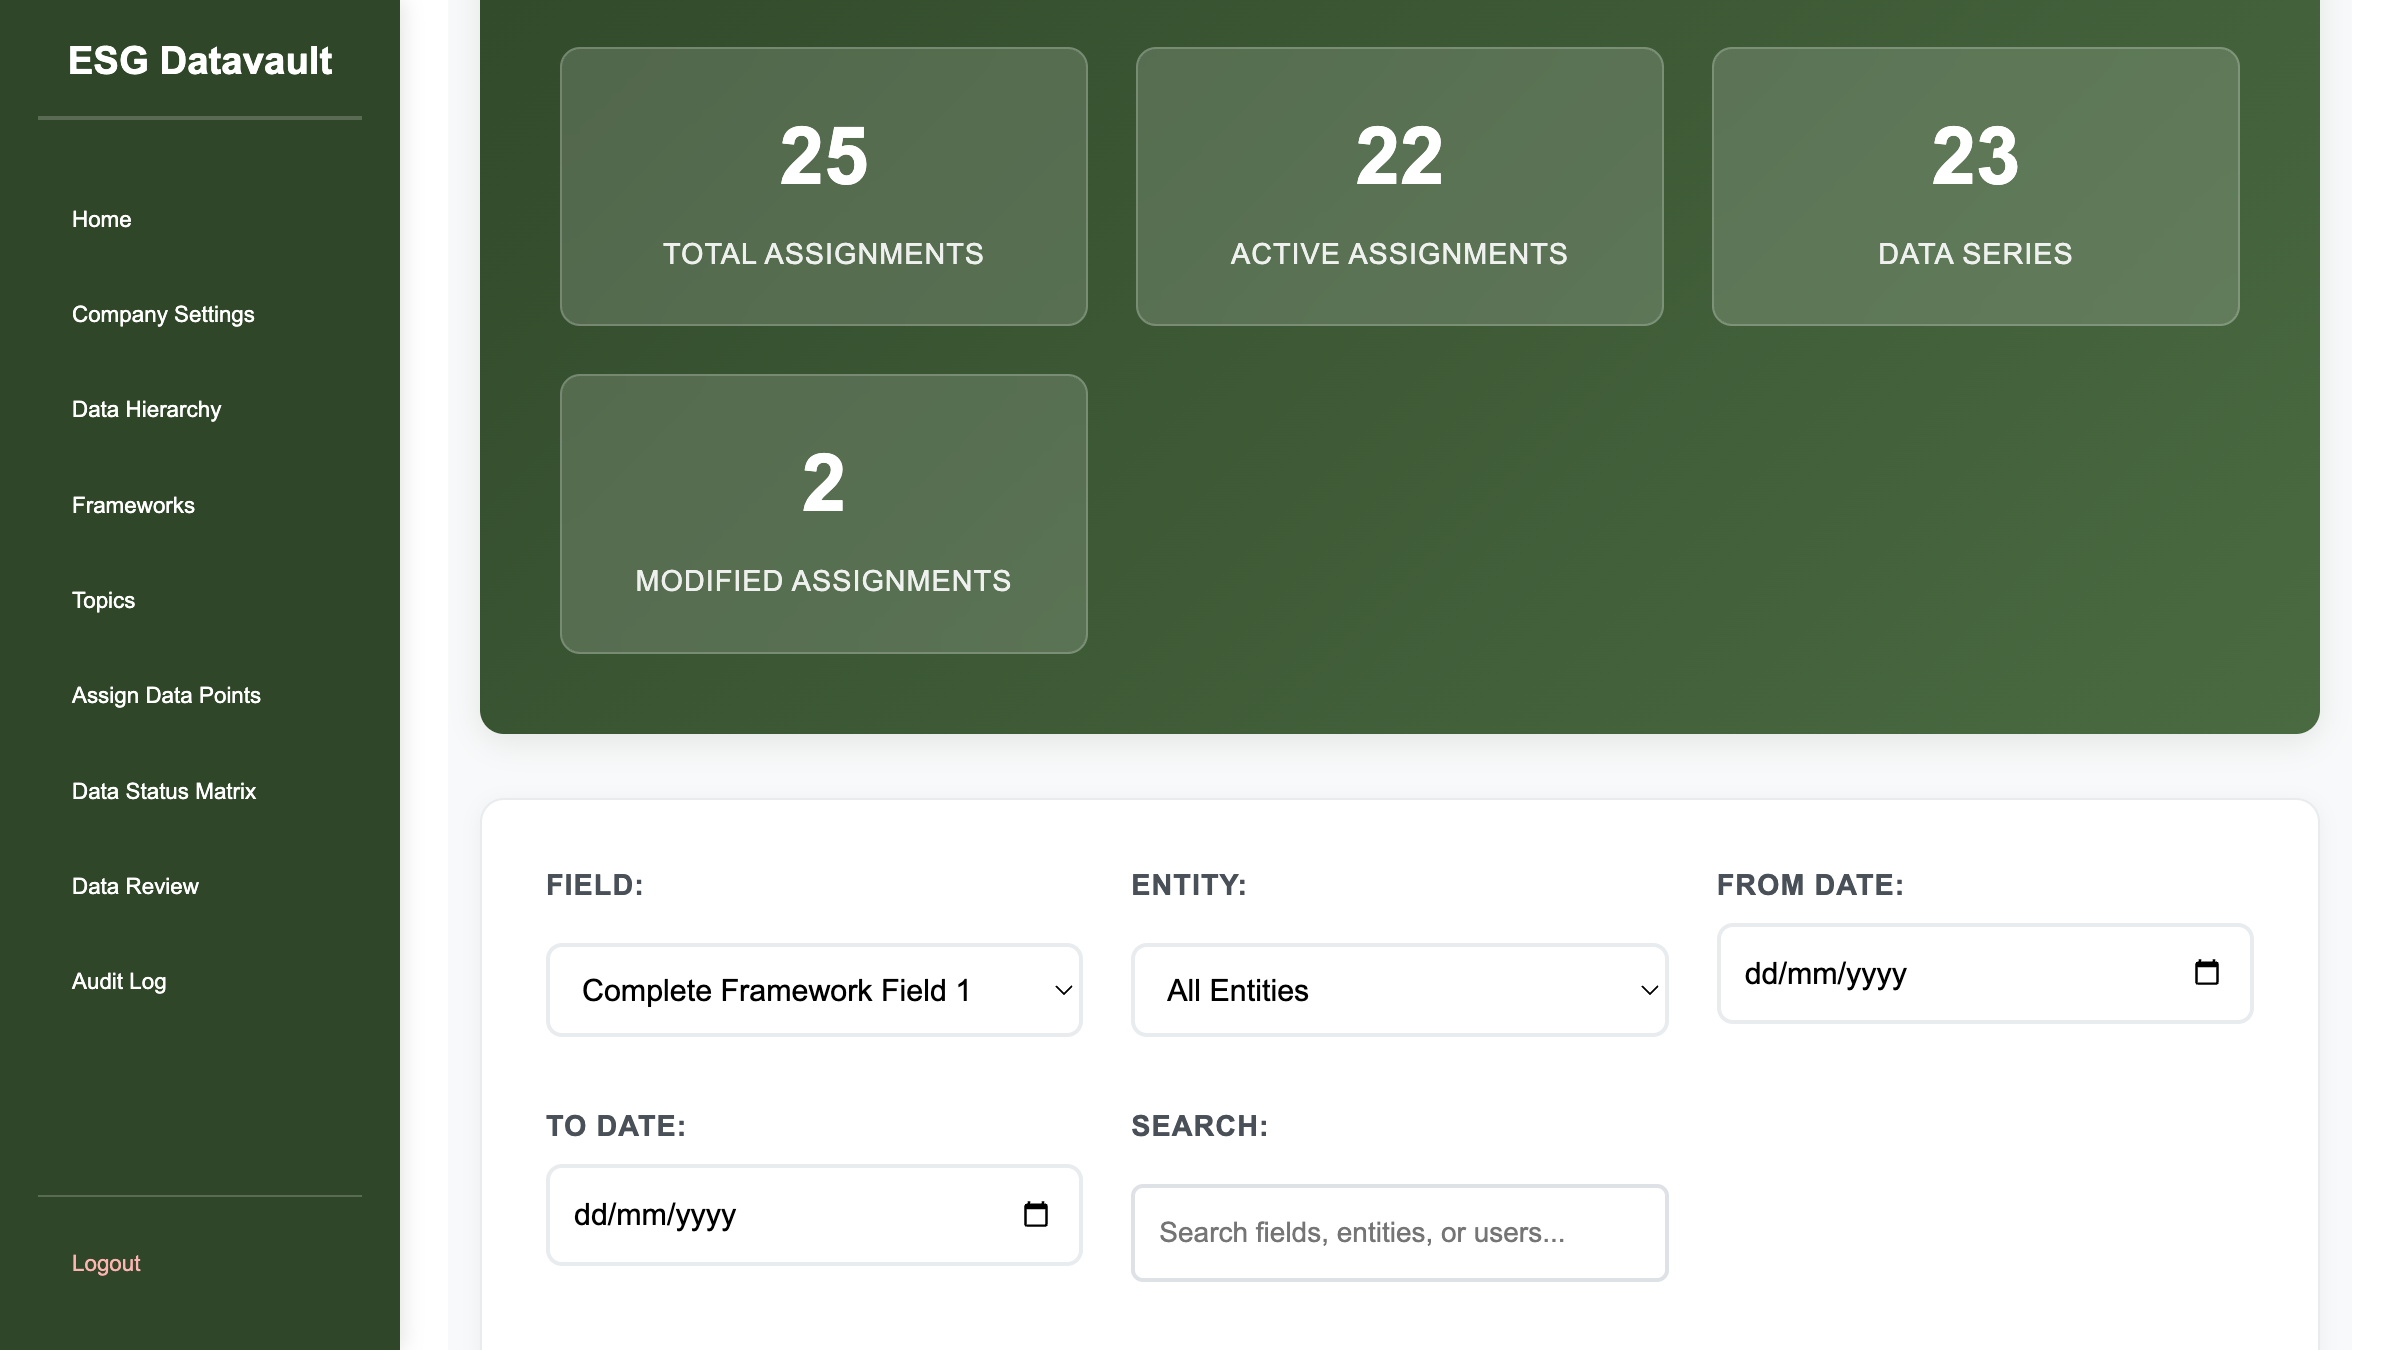 ESG Datavault
Home
Company Settings
Data Hierarchy
Frameworks
Topics
Assign Data Points
Data Status Matrix
Data Review
Audit Log
Logout
25
TOTAL ASSIGNMENTS
22
ACTIVE ASSIGNMENTS
23
DATA SERIES
2
MODIFIED ASSIGNMENTS
FIELD:
Complete Framework Field 1
ENTITY:
All Entities
FROM DATE:
dd/mm/yyyy
TO DATE:
dd/mm/yyyy
SEARCH:
Search fields, entities, or users...